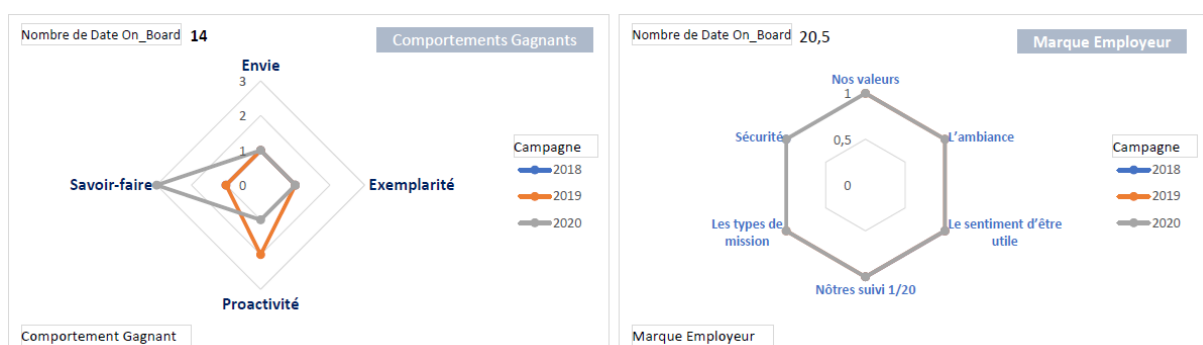 Nombre de Date On_Board 14
Comportements Gagnants
Envie
3
2
1
0
Savoir-faire
Exemplarité
Proactivité
Campagne
2018
2019
2020
Comportement Gagnant
Nombre de Date On_Board 20,5
Marque Employeur
Nos valeurs
1
Sécurité
L'ambiance
0,5
0
Les types de
mission
Le sentiment d'être
utile
Nôtres suivi 1/20
Campagne
2018
2019
2020
Marque Employeur